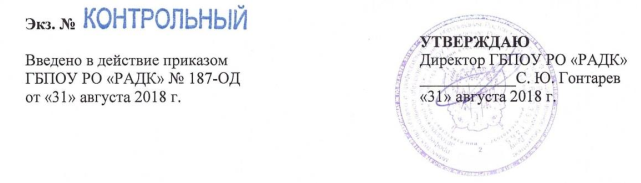 Экз. № КОНТРОЛЬНЫЙ
Введено в действие приказом
ГБПОУ РО «РАДК» № 187-ОД
от «31» августа 2018 г.
УТВЕРЖДАЮ
Директор ГБПОУ РО «РАДК»
____________С. Ю. Гонтарев
«31» августа 2018 г.